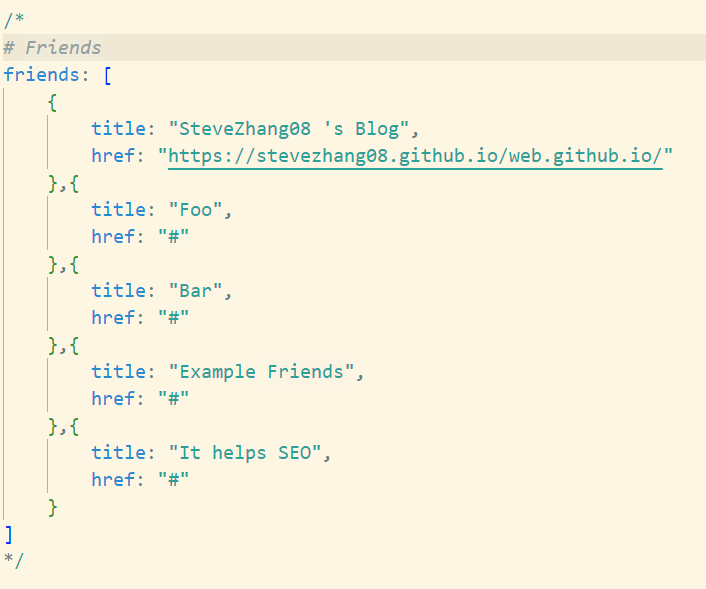 /*
# Friends
friends: [
    {
        title: "SteveZhang08 's Blog",
        href: "https://stevezhang08.github.io/web.github.io/"
    },{
        title: "Foo",
        href: "#"
    },{
        title: "Bar",
        href: "#"
    },{
        title: "Example Friends",
        href: "#"
    },{
        title: "It helps SEO",
        href: "#"
    }
]
*/